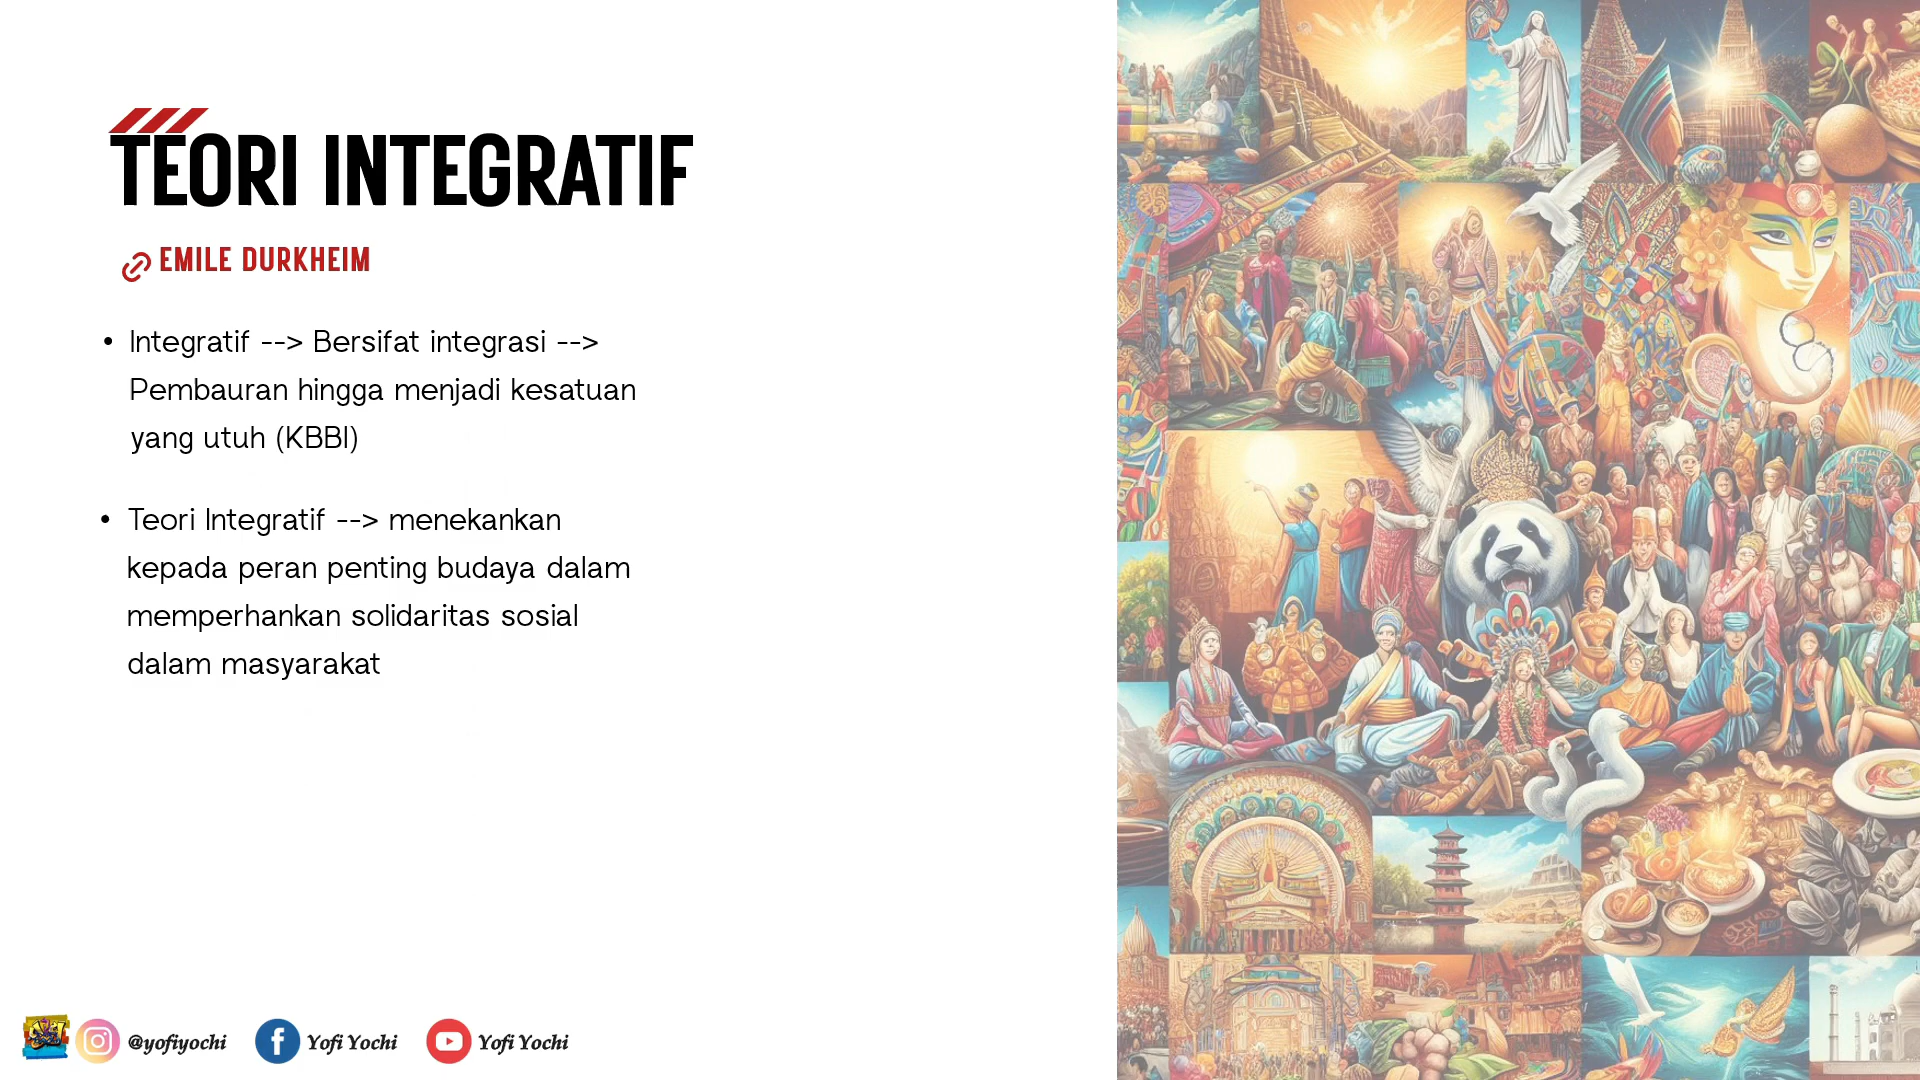 TEORI INTEGRATIF
EMILE DURKHEIM
• Integratif --> Bersifat integrasi -->
Pembauran hingga menjadi kesatuan
yang utuh (KBBI)
• Teori Integratif --> menekankan
kepada peran penting budaya dalam
memperhankan solidaritas sosial
dalam masyarakat
@yofiyochi Yofi Yochi Yofi Yochi